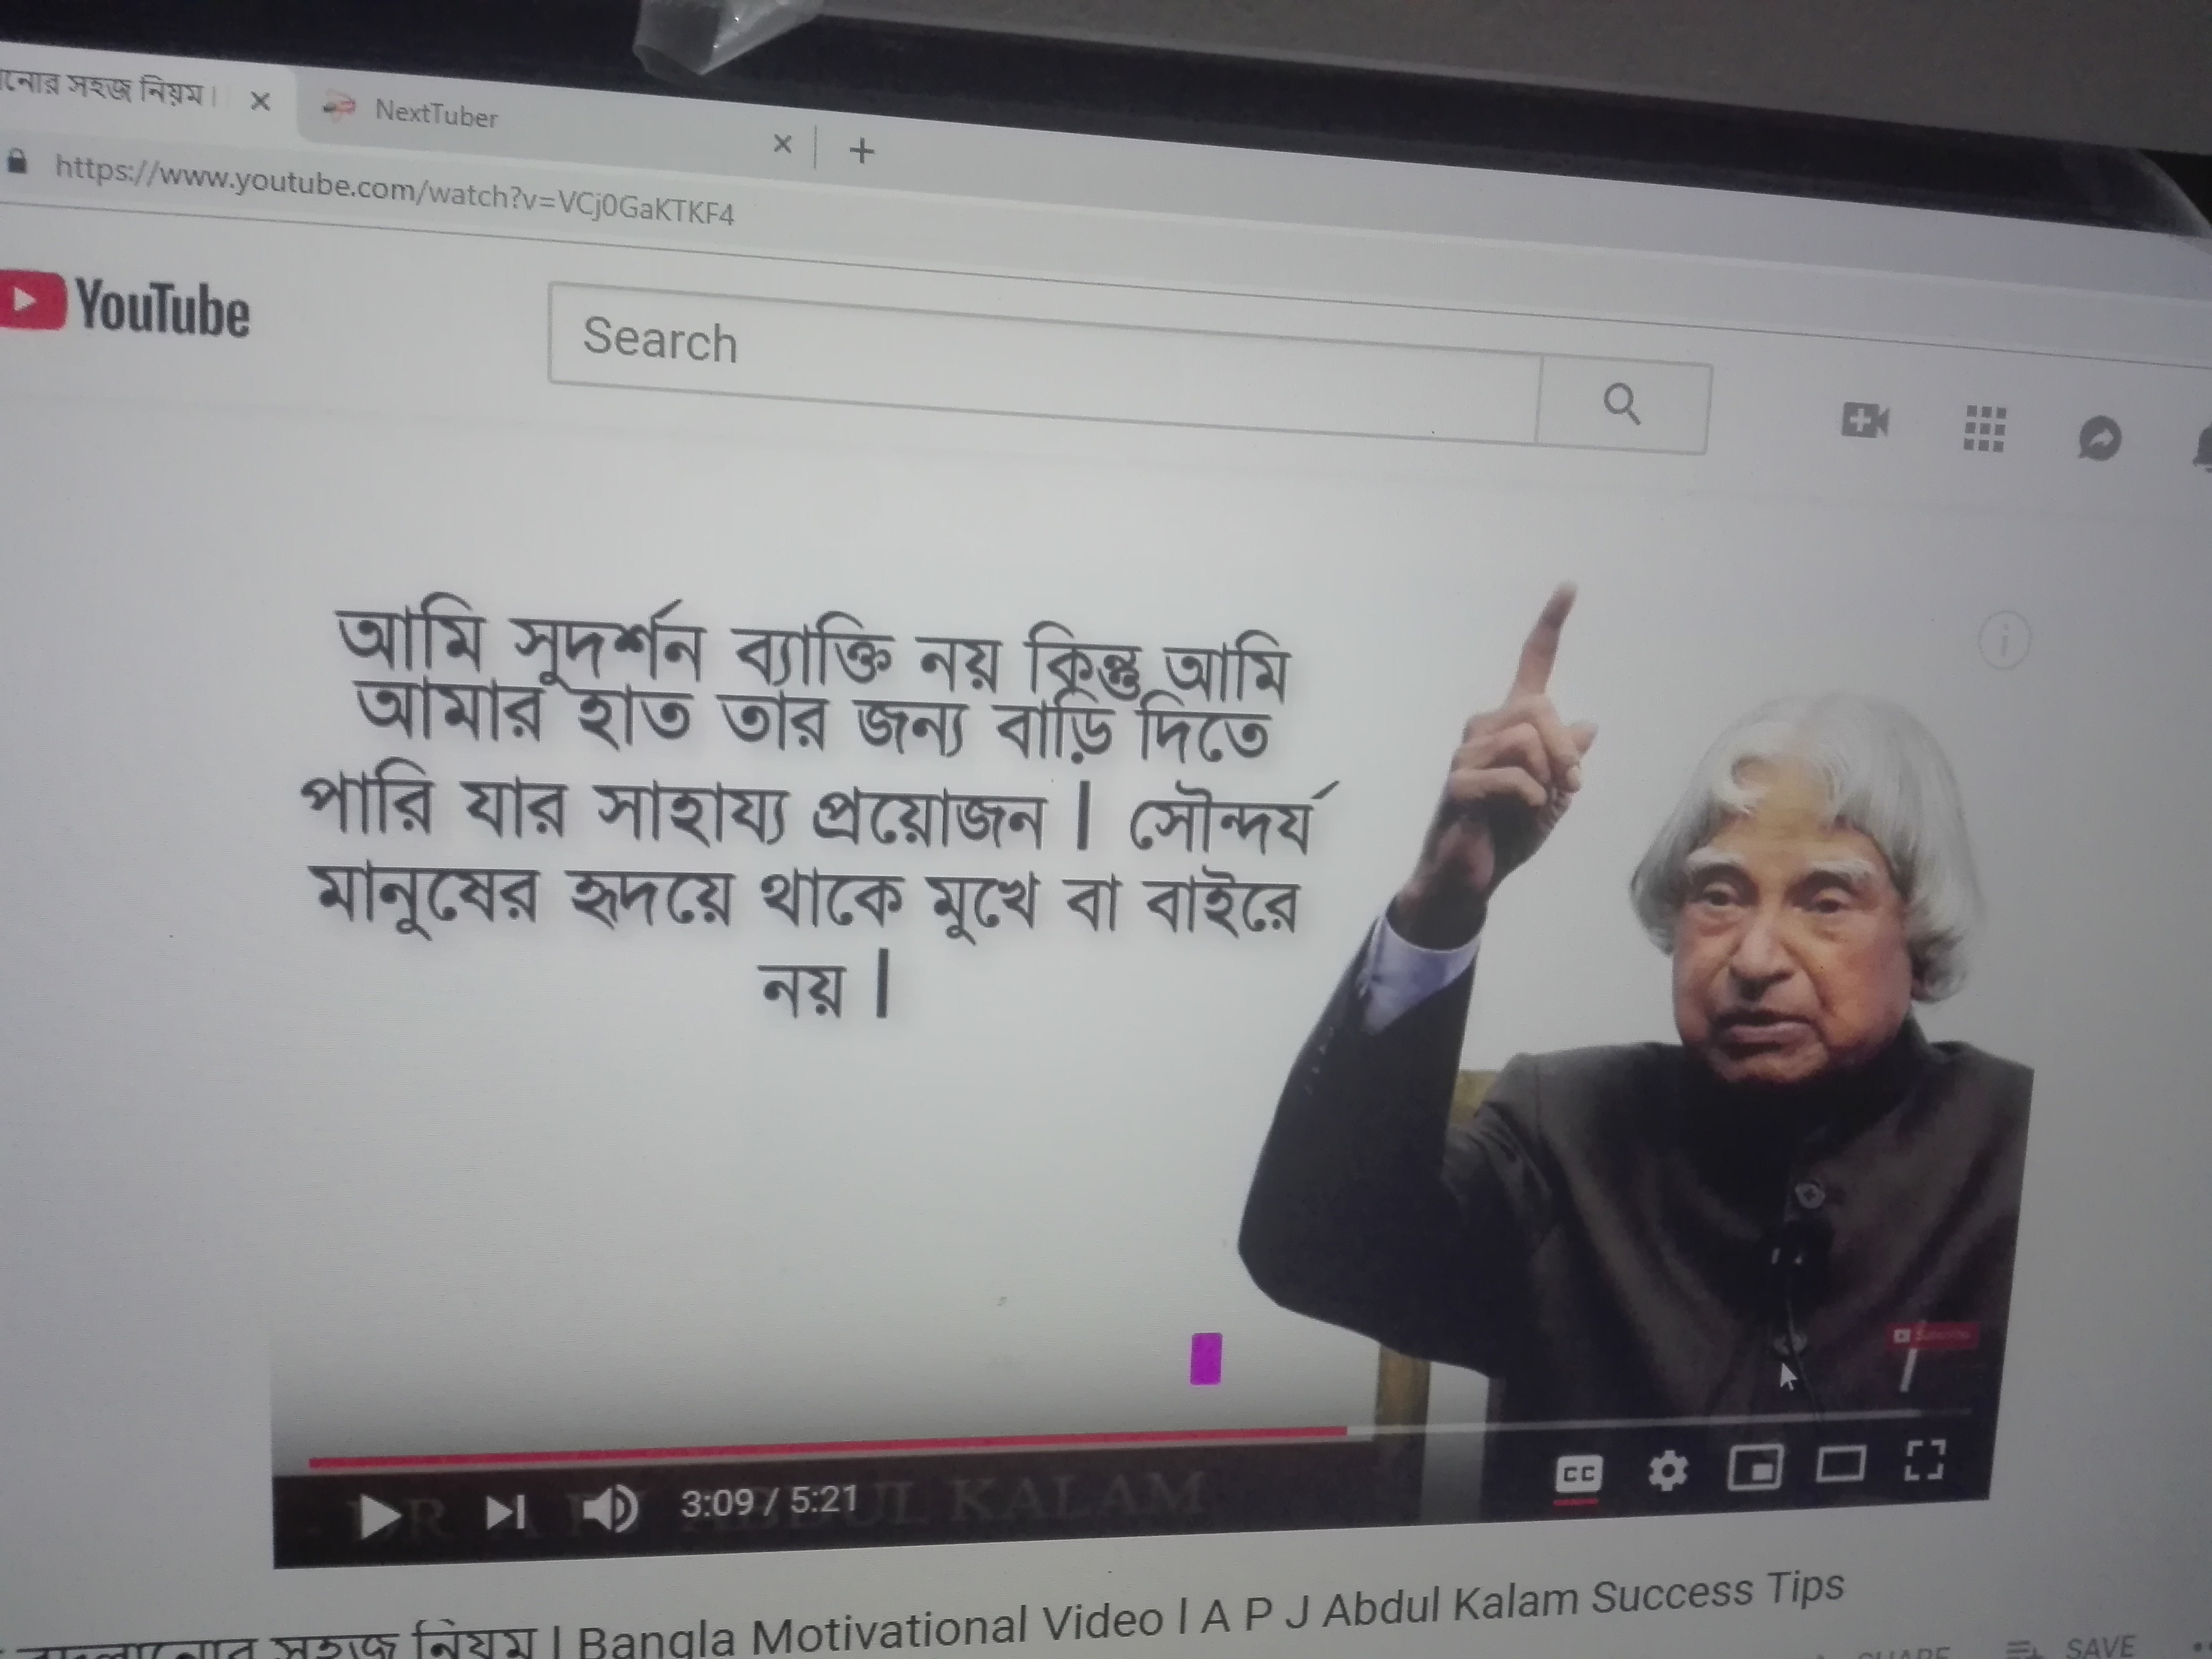 নোর সহজ নিয়ম।
NextTuber
https://www.youtube.com/watch?v=VCj0GaKTKF4
YouTube
Search
আমি সুদর্শন ব্যাক্তি নয় কিন্তু আমি
আমার হাত তার জন্য বাড়ি দিতে
পারি যার সাহায্য প্রয়োজন | সৌন্দর্য
মানুষের হৃদয়ে থাকে মুখে বা বাইরে
নয় |
DR ABDUL KALAM
3:09 / 5:21
CC
সহজ নিয়ম | Bangla Motivational Video | A P J Abdul Kalam Success Tips
SHARE
SAVE